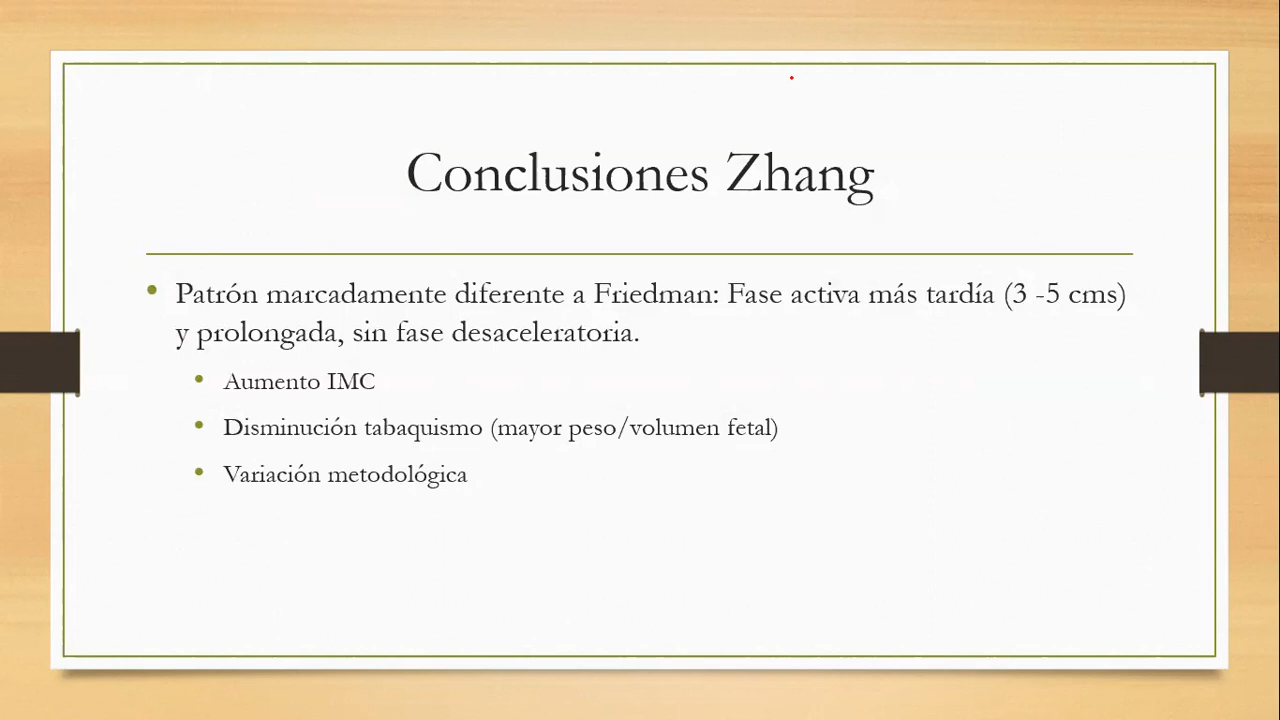 Conclusiones Zhang
• Patrón marcadamente diferente a Friedman: Fase activa más tardía (3 -5 cms)
y prolongada, sin fase desaceleratoria.
• Aumento IMC
• Disminución tabaquismo (mayor peso/volumen fetal)
• Variación metodológica